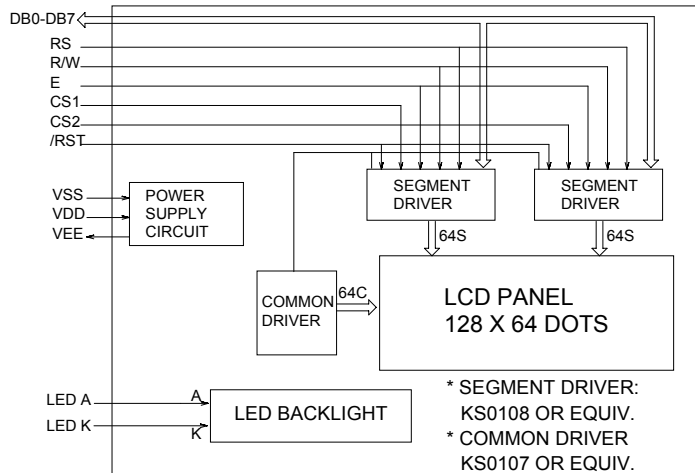 DB0-DB7
RS
R/W
E
CS1
CS2
/RST
SEGMENT
DRIVER
SEGMENT
DRIVER
VSS
VDD
VEE
POWER
SUPPLY
CIRCUIT
64S
64S
COMMON
DRIVER
64C
LCD PANEL
128 X 64 DOTS
LED A
A
LED K
K
LED BACKLIGHT
* SEGMENT DRIVER:
KS0108 OR EQUIV.
* COMMON DRIVER
KS0107 OR EQUIV.